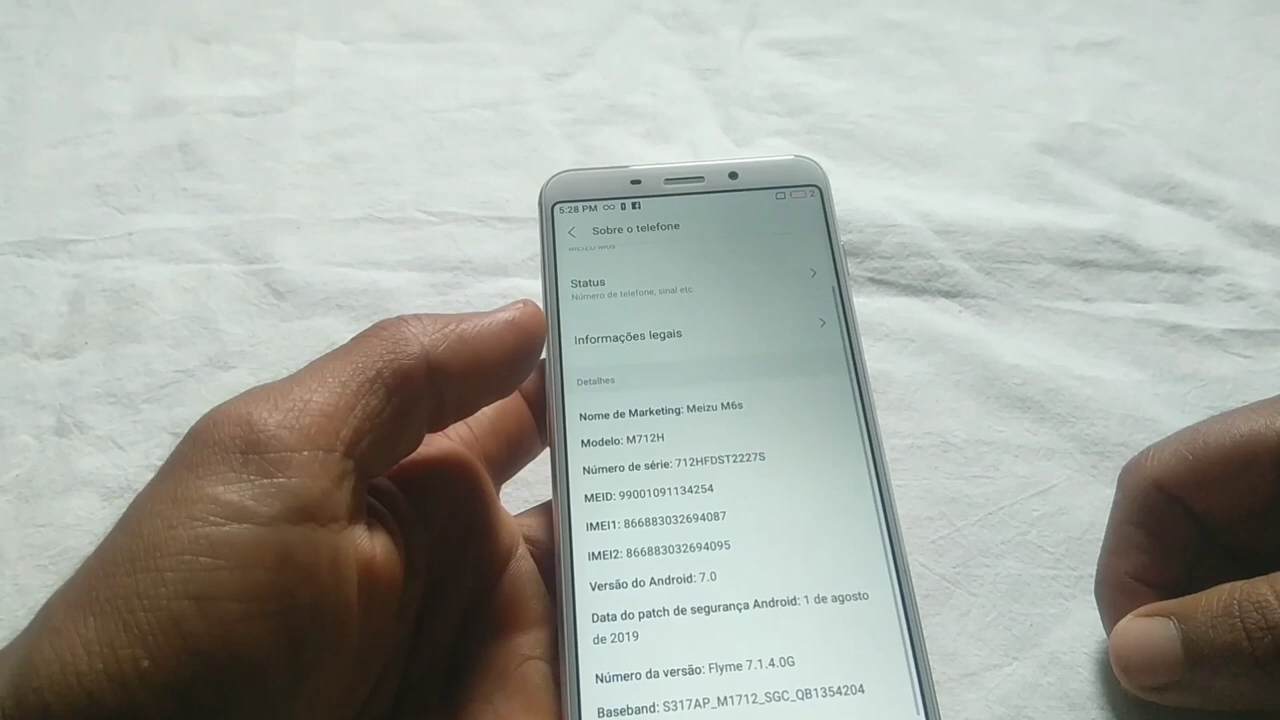 5:28 PM
2
Sobre o telefone
Status
Número de telefone, sinal etc
Informações legais
Detalhes
Nome de Marketing: Meizu M6s
Modelo: M712H
Número de série: 712HFDST2227S
MEID: 99001091134254
IMEI1: 866883032694087
IMEI2: 866883032694095
Versão do Android: 7.0
Data do patch de segurança Android: 1 de agosto
de 2019
Número da versão: Flyme 7.1.4.0G
Baseband: S317AP_M1712_SGC_QB1354204